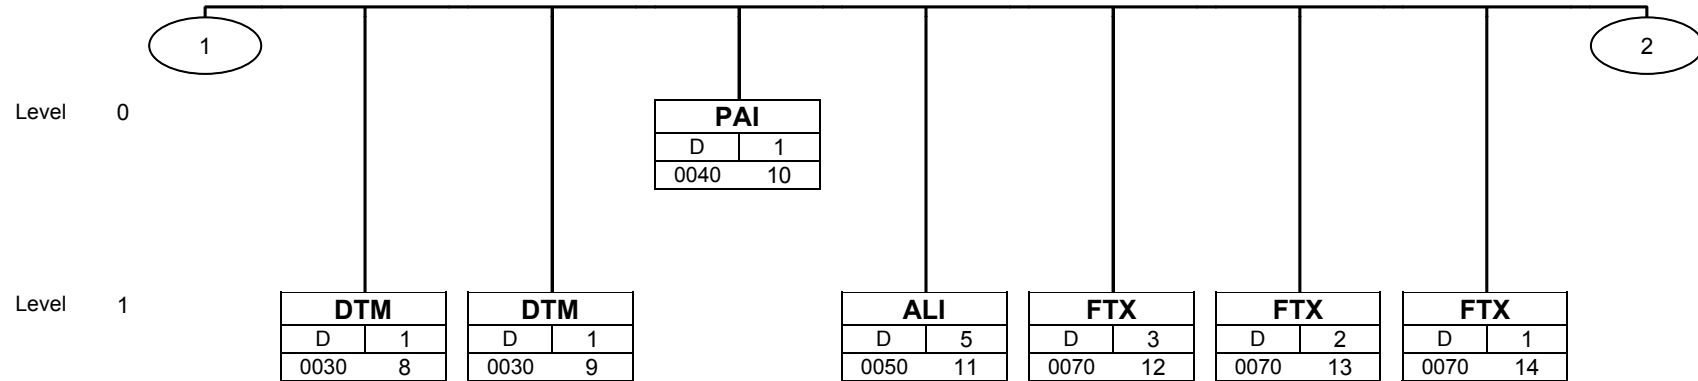 1 2
Level 0
PAI
D 1
0040 10
Level 1
DTM DTM ALI FTX FTX FTX
D 1 D 1 D 5 D 3 D 2 D 1
0030 8 0030 9 0050 11 0070 12 0070 13 0070 14